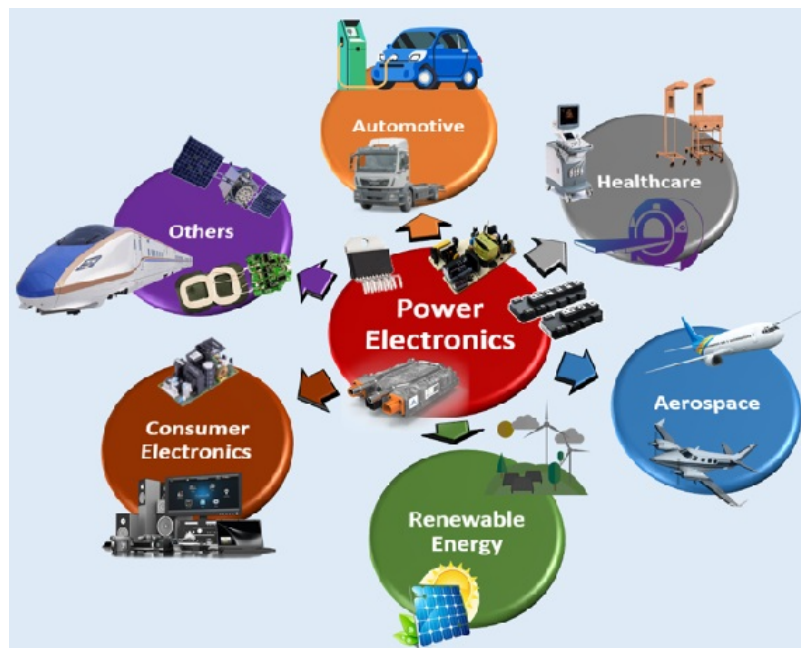 Automotive
Healthcare
Others
Power
Electronics
Aerospace
Consumer
Electronics
Renewable
Energy